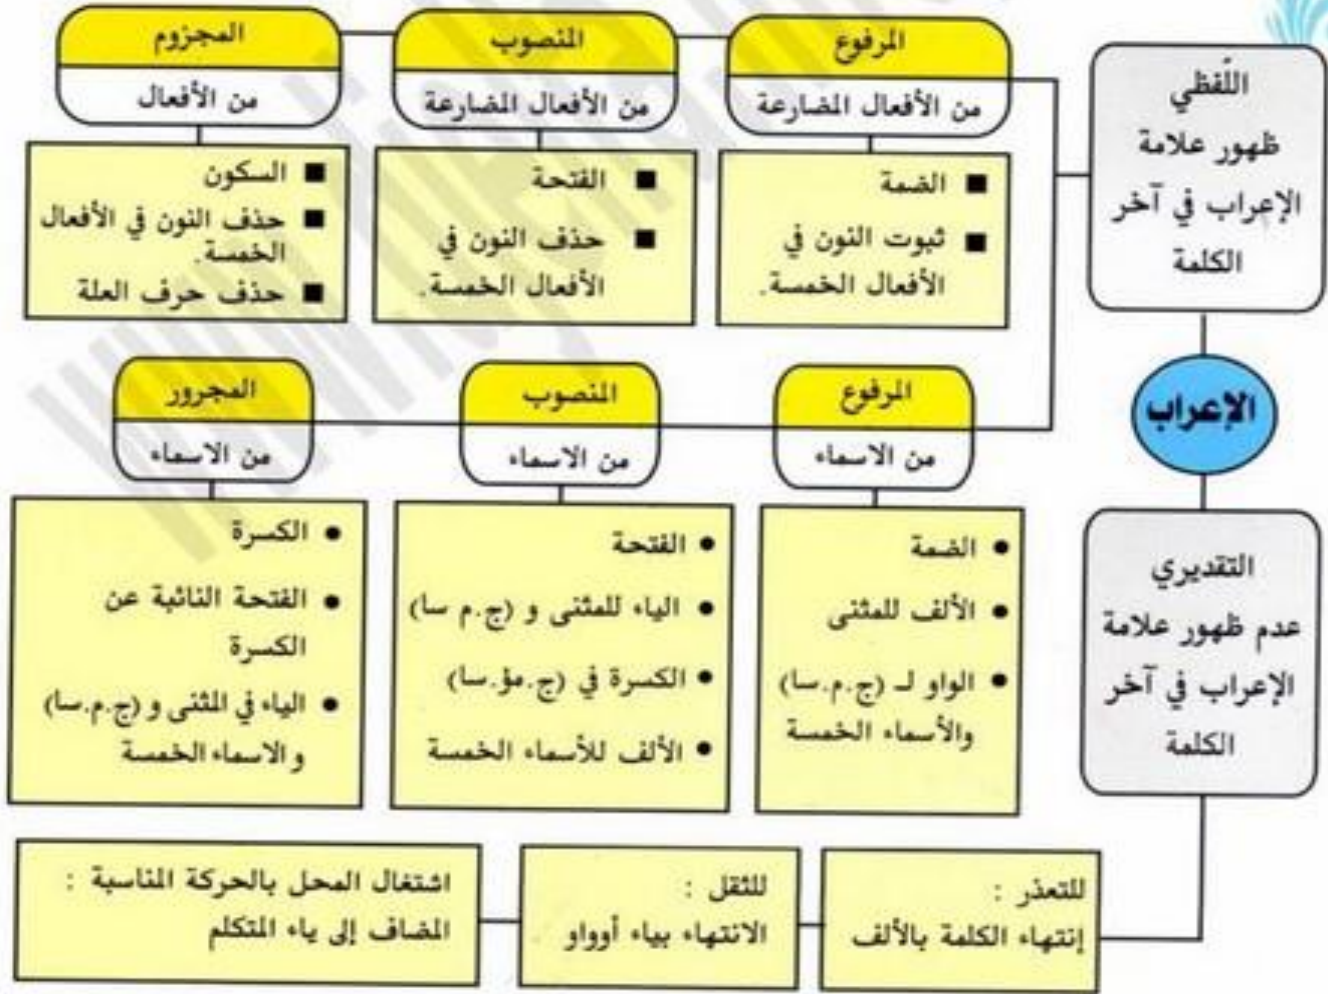 اللّفظي
ظهور علامة
الإعراب في آخر
الكلمة
المرفوع
من الأفعال المضارعة
■ الضمة
■ ثبوت النون في
الأفعال الخمسة.
المنصوب
من الأفعال المضارعة
■ الفتحة
■ حذف النون في
الأفعال الخمسة.
المجزوم
من الأفعال
■ السكون
■ حذف النون في الأفعال
الخمسة.
■ حذف حرف العلة
الإعراب
المرفوع
من الاسماء
• الضمة
• الألف للمثنى
• الواو لـ (ج.م.سا)
والأسماء الخمسة
المنصوب
من الاسماء
• الفتحة
• الياء للمثنى و (ج.م سا)
• الكسرة في (ج.مؤ.سا)
• الألف للأسماء الخمسة
المجرور
من الاسماء
• الكسرة
• الفتحة النائبة عن
الكسرة
• الياء في المثنى و (ج.م.سا)
و الاسماء الخمسة
التقديري
عدم ظهور علامة
الإعراب في آخر
الكلمة
للتعذر :
إنتهاء الكلمة بالألف
للثقل :
الانتهاء بياء أوواو
اشتغال المحل بالحركة المناسبة :
المضاف إلى ياء المتكلم